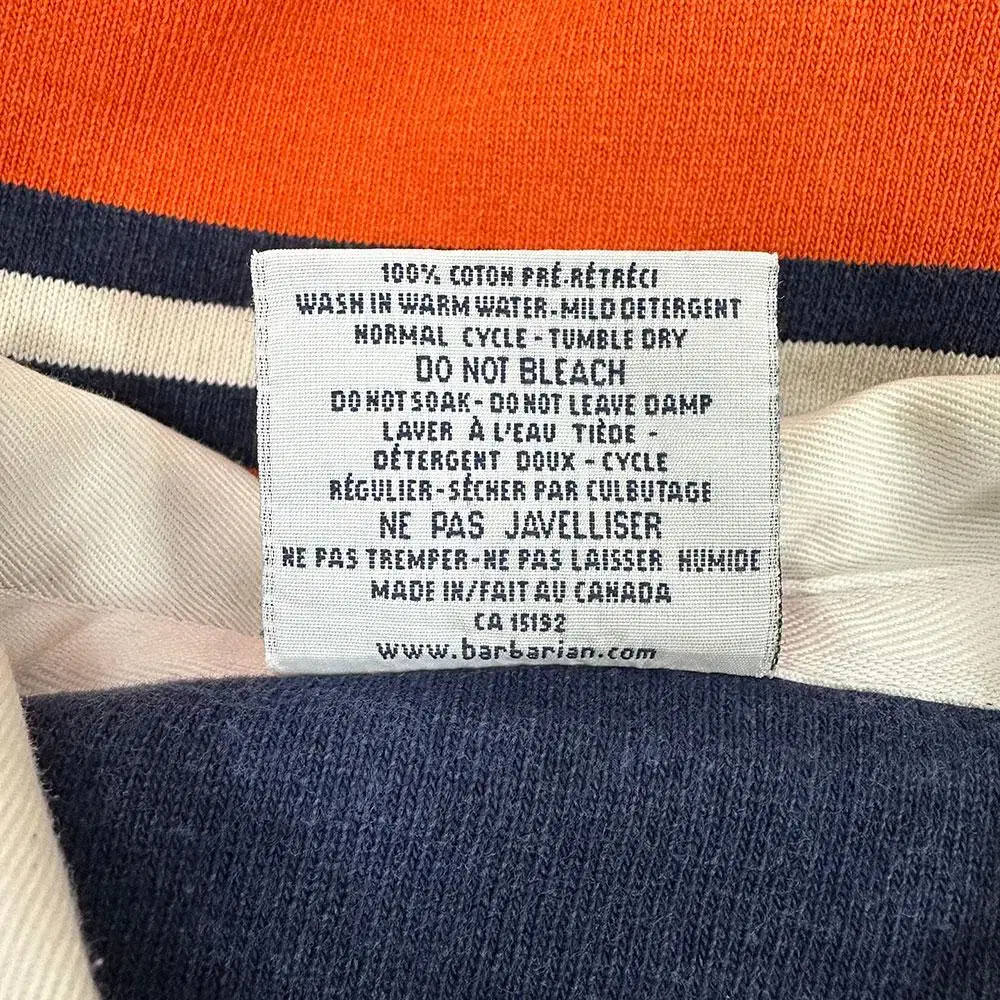 100% COTON PRÉ-RÉTRÉCI
WASH IN WARM WATER-MILD DETERGENT
NORMAL CYCLE - TUMBLE DRY
DO NOT BLEACH
DO NOT SOAK - DO NOT LEAVE DAMP
LAVER À L'EAU TIÈDE -
DÉTERGENT DOUX - CYCLE
RÉGULIER-SÉCHER PAR CULBUTAGE
NE PAS JAVELLISER
NE PAS TREMPER-NE PAS LAISSER HUMIDE
MADE IN/FAIT AU CANADA
CA 15132
www.barbarian.com